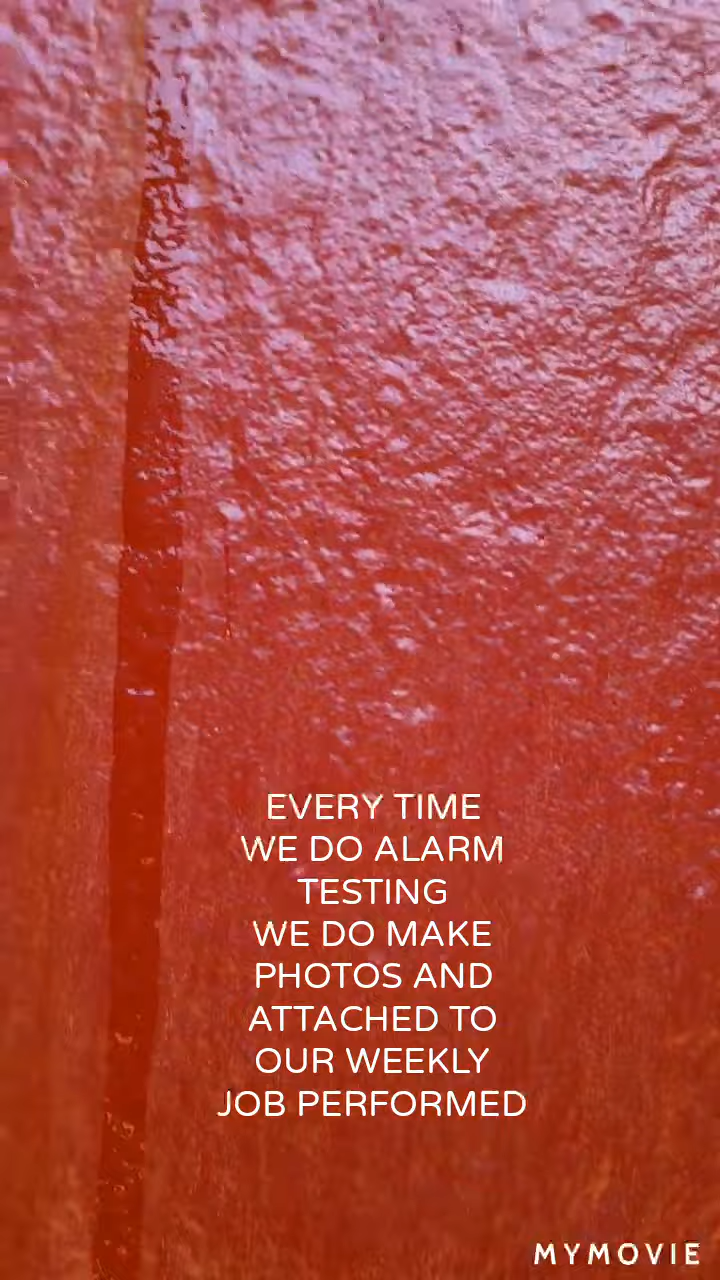 EVERY TIME
WE DO ALARM
TESTING
WE DO MAKE
PHOTOS AND
ATTACHED TO
OUR WEEKLY
JOB PERFORMED
MYMOVIE